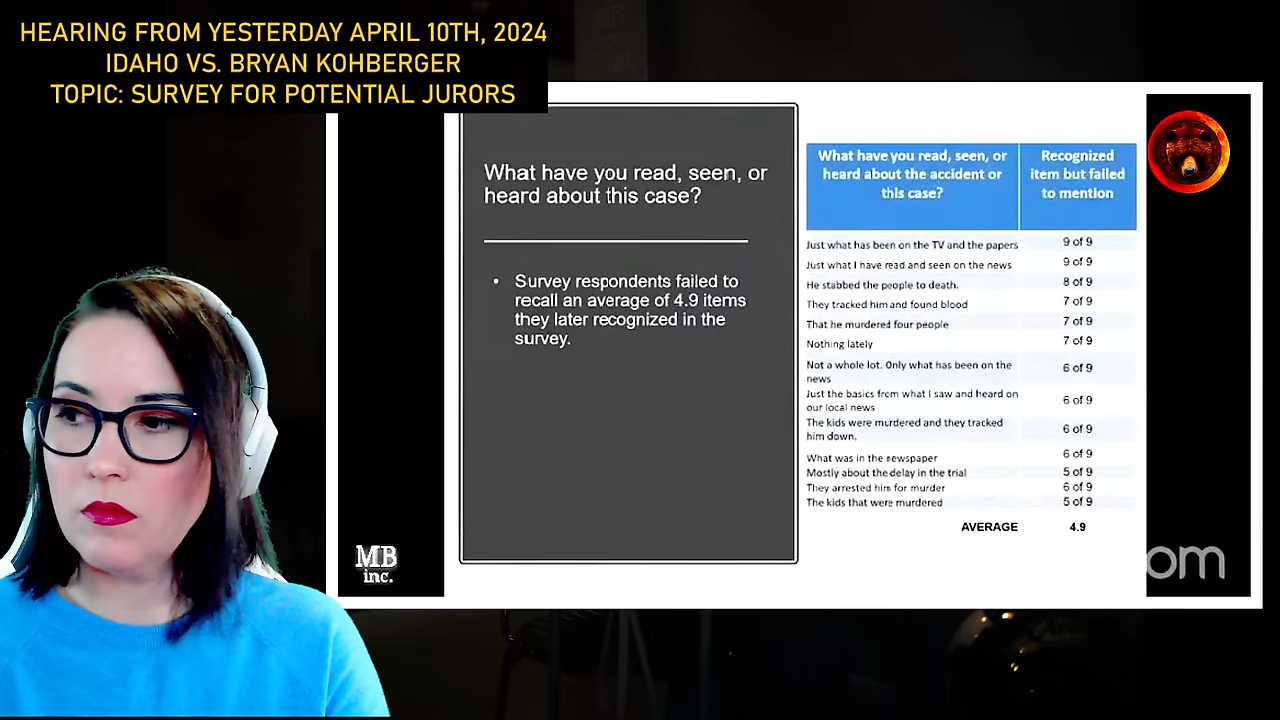 HEARING FROM YESTERDAY APRIL 10TH, 2024
IDAHO VS. BRYAN KOHBERGER
TOPIC: SURVEY FOR POTENTIAL JURORS
What have you read, seen, or
heard about this case?
• Survey respondents failed to
recall an average of 4.9 items
they later recognized in the
survey.
What have you read, seen, or
heard about the accident or
this case?
Recognized
item but failed
to mention
Just what has been on the TV and the papers 9 of 9
Just what I have read and seen on the news 9 of 9
He stabbed the people to death. 8 of 9
They tracked him and found blood 7 of 9
That he murdered four people 7 of 9
Nothing lately 7 of 9
Not a whole lot. Only what has been on the
news 6 of 9
Just the basics from what I saw and heard on
our local news 6 of 9
The kids were murdered and they tracked
him down. 6 of 9
What was in the newspaper 6 of 9
Mostly about the delay in the trial 5 of 9
They arrested him for murder 6 of 9
The kids that were murdered 5 of 9
AVERAGE 4.9
MB
inc.
om